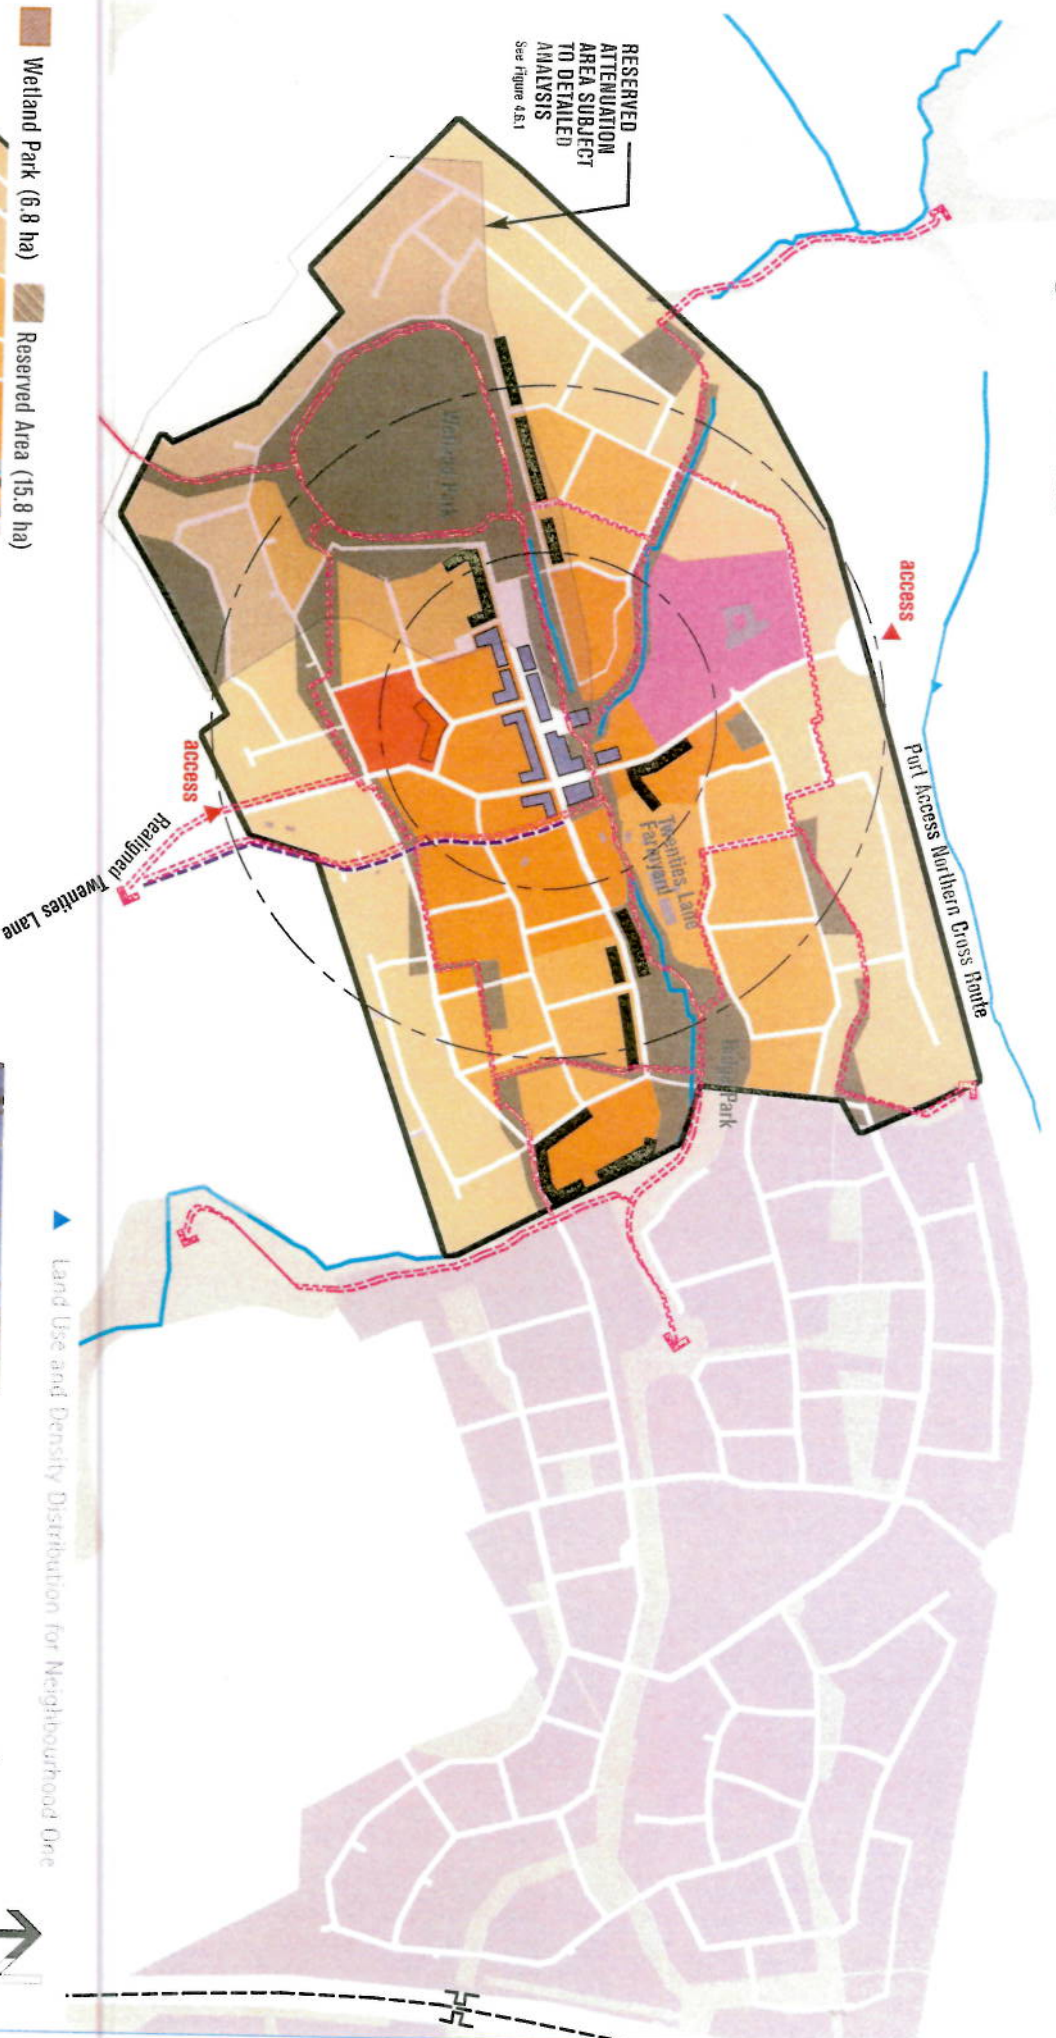 RESERVED
ATTENUATION
AREA SUBJECT
TO DETAILED
ANALYSIS
See Figure 4.6.1
access
Port Access Northern Cross Route
Wetland Park
Twenties Lane
Farmyard
Park
access
Realigned Twenties Lane
Wetland Park (6.8 ha)
Reserved Area (15.8 ha)
Land Use and Density Distribution for Neighbourhood One